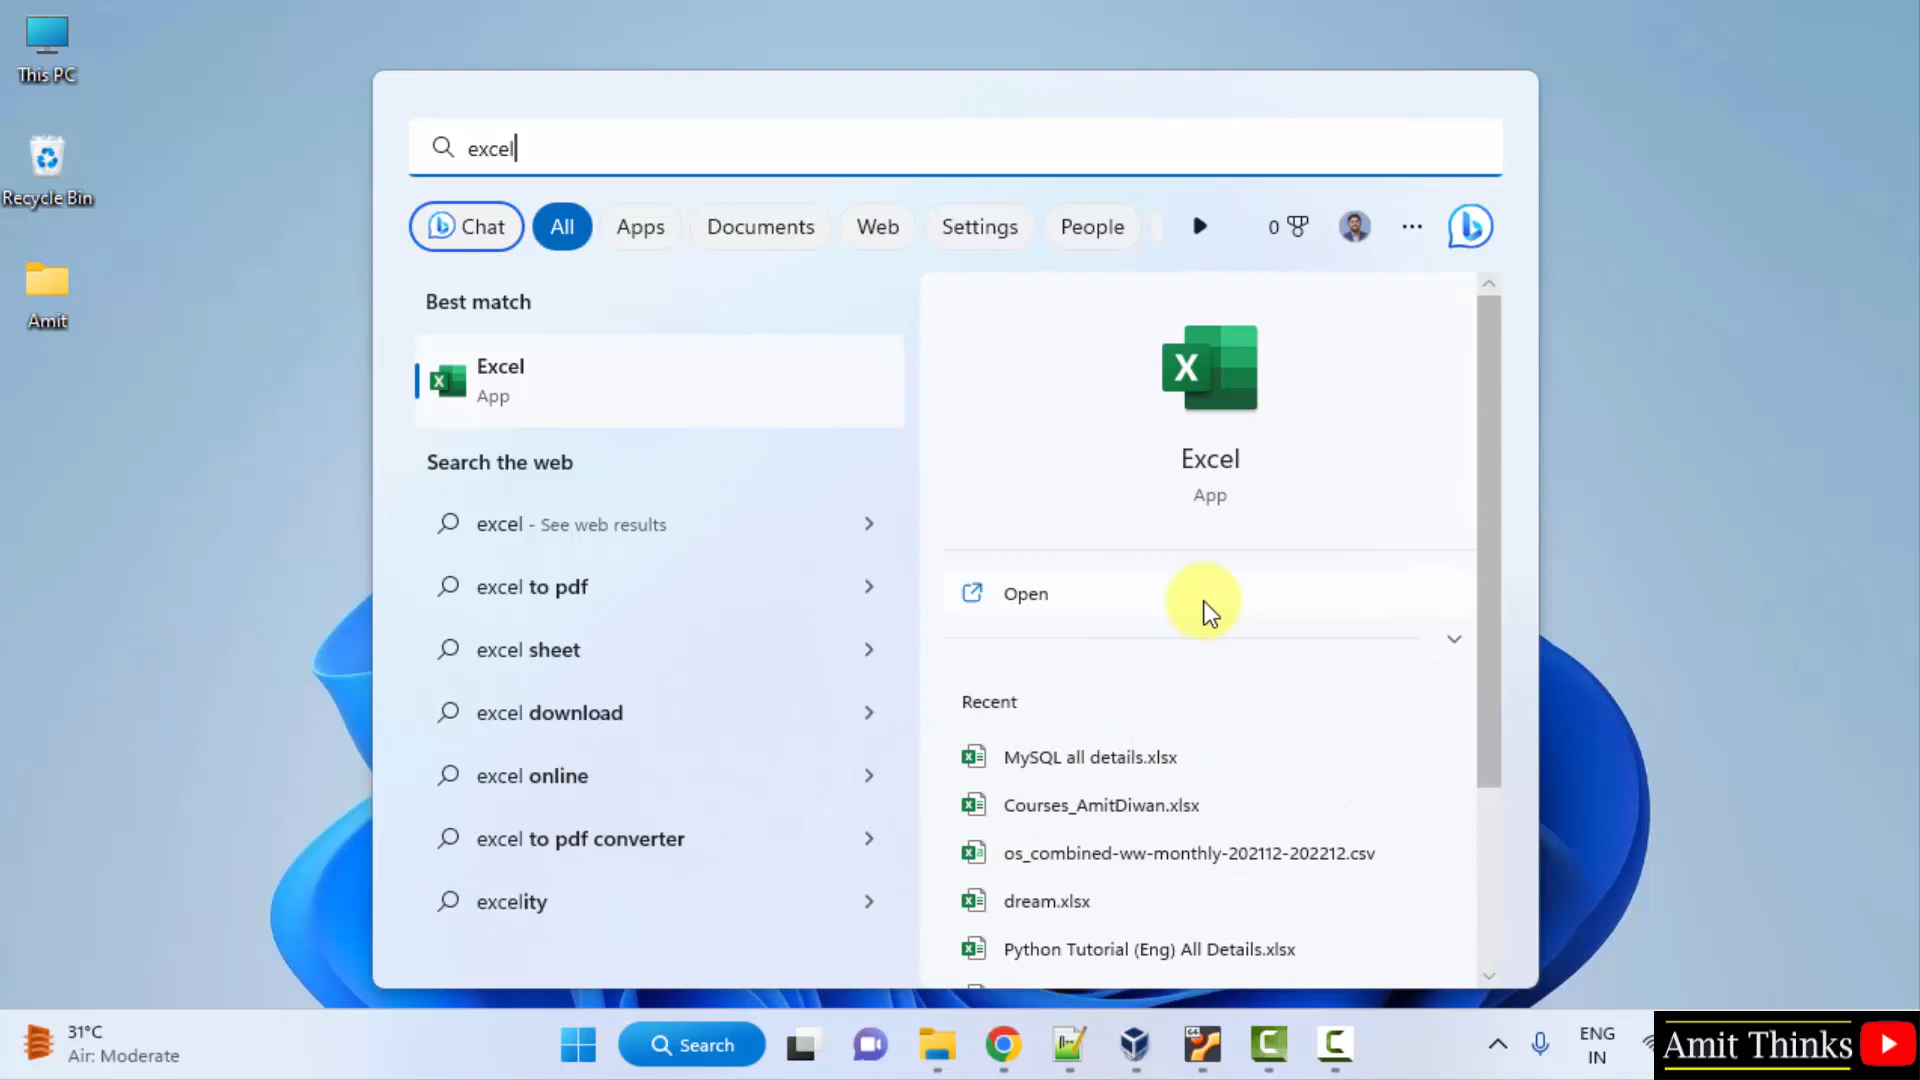 This PC
Recycle Bin
Amit
excel
Chat
All
Apps
Documents
Web
Settings
People
0
Best match
Excel
App
Search the web
excel - See web results
excel to pdf
excel sheet
excel download
excel online
excel to pdf converter
excelity
Excel
App
Open
Recent
MySQL all details.xlsx
Courses_AmitDiwan.xlsx
os_combined-ww-monthly-202112-202212.csv
dream.xlsx
Python Tutorial (Eng) All Details.xlsx
31°C
Air: Moderate
Search
ENG
IN
Amit Thinks